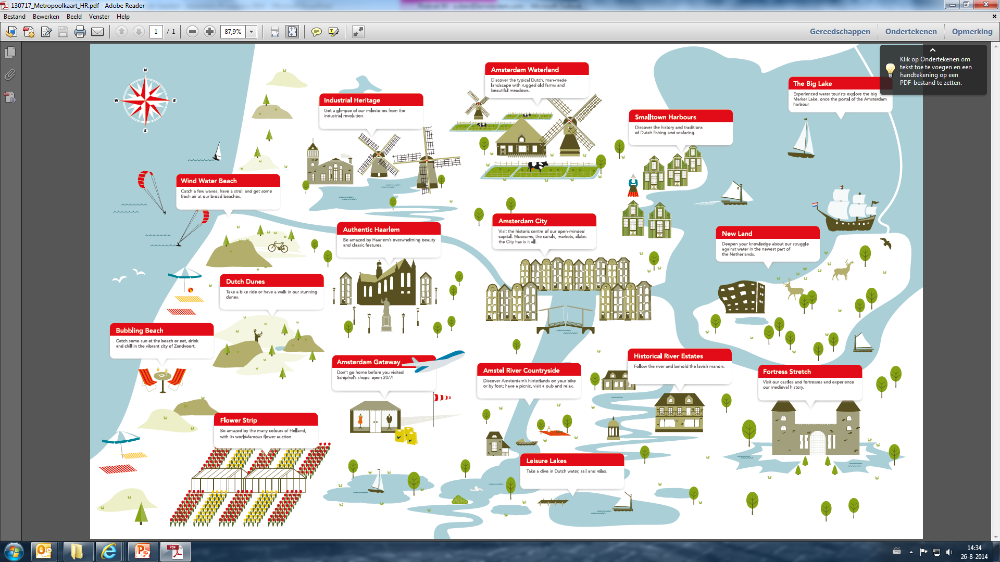 130717_Metropoolkaart_HR.pdf - Adobe Reader
Bestand Bewerken Beeld Venster Help
1 / 1 87,9% Gereedschappen Ondertekenen Opmerking
Klik op Ondertekenen om
tekst toe te voegen en een
handtekening op een
PDF-bestand te zetten.
N
W E
S
Amsterdam Waterland
Discover the typical Dutch, man-made
landscape with rugged old farms and
beautiful meadows.
The Big Lake
Experienced water tourists explore the big
Marker Lake, once the portal of the Amsterdam
harbour.
Industrial Heritage
Get a glimpse of our milestones from the
industrial revolution.
Smalltown Harbours
Discover the history and traditions
of Dutch fishing and seafaring.
Wind Water Beach
Catch a few waves, have a stroll and get some
fresh air at our broad beaches.
Authentic Haarlem
Be amazed by Haarlem's overwhelming beauty
and classic features.
Amsterdam City
Visit the historic centre of our open-minded
capital. Museums, the canals, markets, clubs:
the City has is it all.
New Land
Deepen your knowledge about our struggle
against water in the newest part of
the Netherlands.
Dutch Dunes
Take a bike ride or have a walk in our stunning
dunes.
Bubbling Beach
Catch some sun at the beach or eat, drink
and chill in the vibrant city of Zandvoort.
Amsterdam Gateway
Don't go home before you visited
Schiphol's shops: open 20/7!
Amstel River Countryside
Discover Amsterdam's hinterlands on your bike
or by foot; have a picnic, visit a pub and relax.
Historical River Estates
Follow the river and behold the lavish manors.
Fortress Stretch
Visit our castles and fortresses and experience
our medieval history.
Flower Strip
Be amazed by the many colours of Holland,
with its world-famous flower auction.
Leisure Lakes
Take a dive in Dutch water, sail and relax.
14:34
26-8-2014